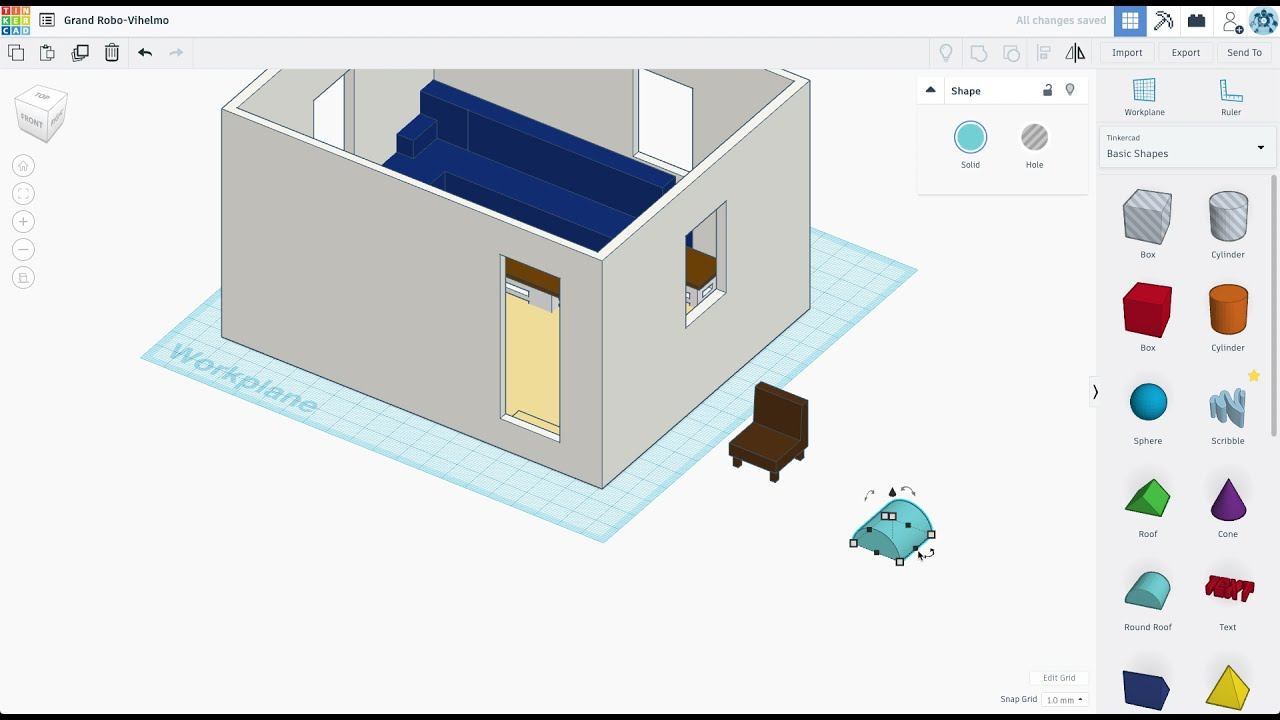 TIN
KER
CAD
Grand Robo-Vihelmo
All changes saved
Import
Export
Send To
TOP
FRONT
Shape
Solid
Hole
Workplane
Ruler
Tinkercad
Basic Shapes
Box
Cylinder
Box
Cylinder
Sphere
Scribble
Roof
Cone
Round Roof
Text
TEXT
Workplane
Edit Grid
Snap Grid
1.0 mm